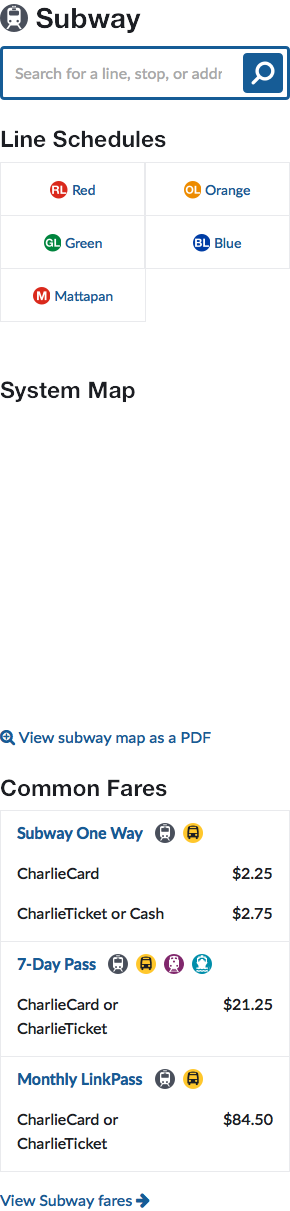 Subway
Search for a line, stop, or addr
Line Schedules
RL Red
OL Orange
GL Green
BL Blue
M Mattapan
System Map
View subway map as a PDF
Common Fares
Subway One Way
CharlieCard $2.25
CharlieTicket or Cash $2.75
7-Day Pass
CharlieCard or $21.25
CharlieTicket
Monthly LinkPass
CharlieCard or $84.50
CharlieTicket
View Subway fares